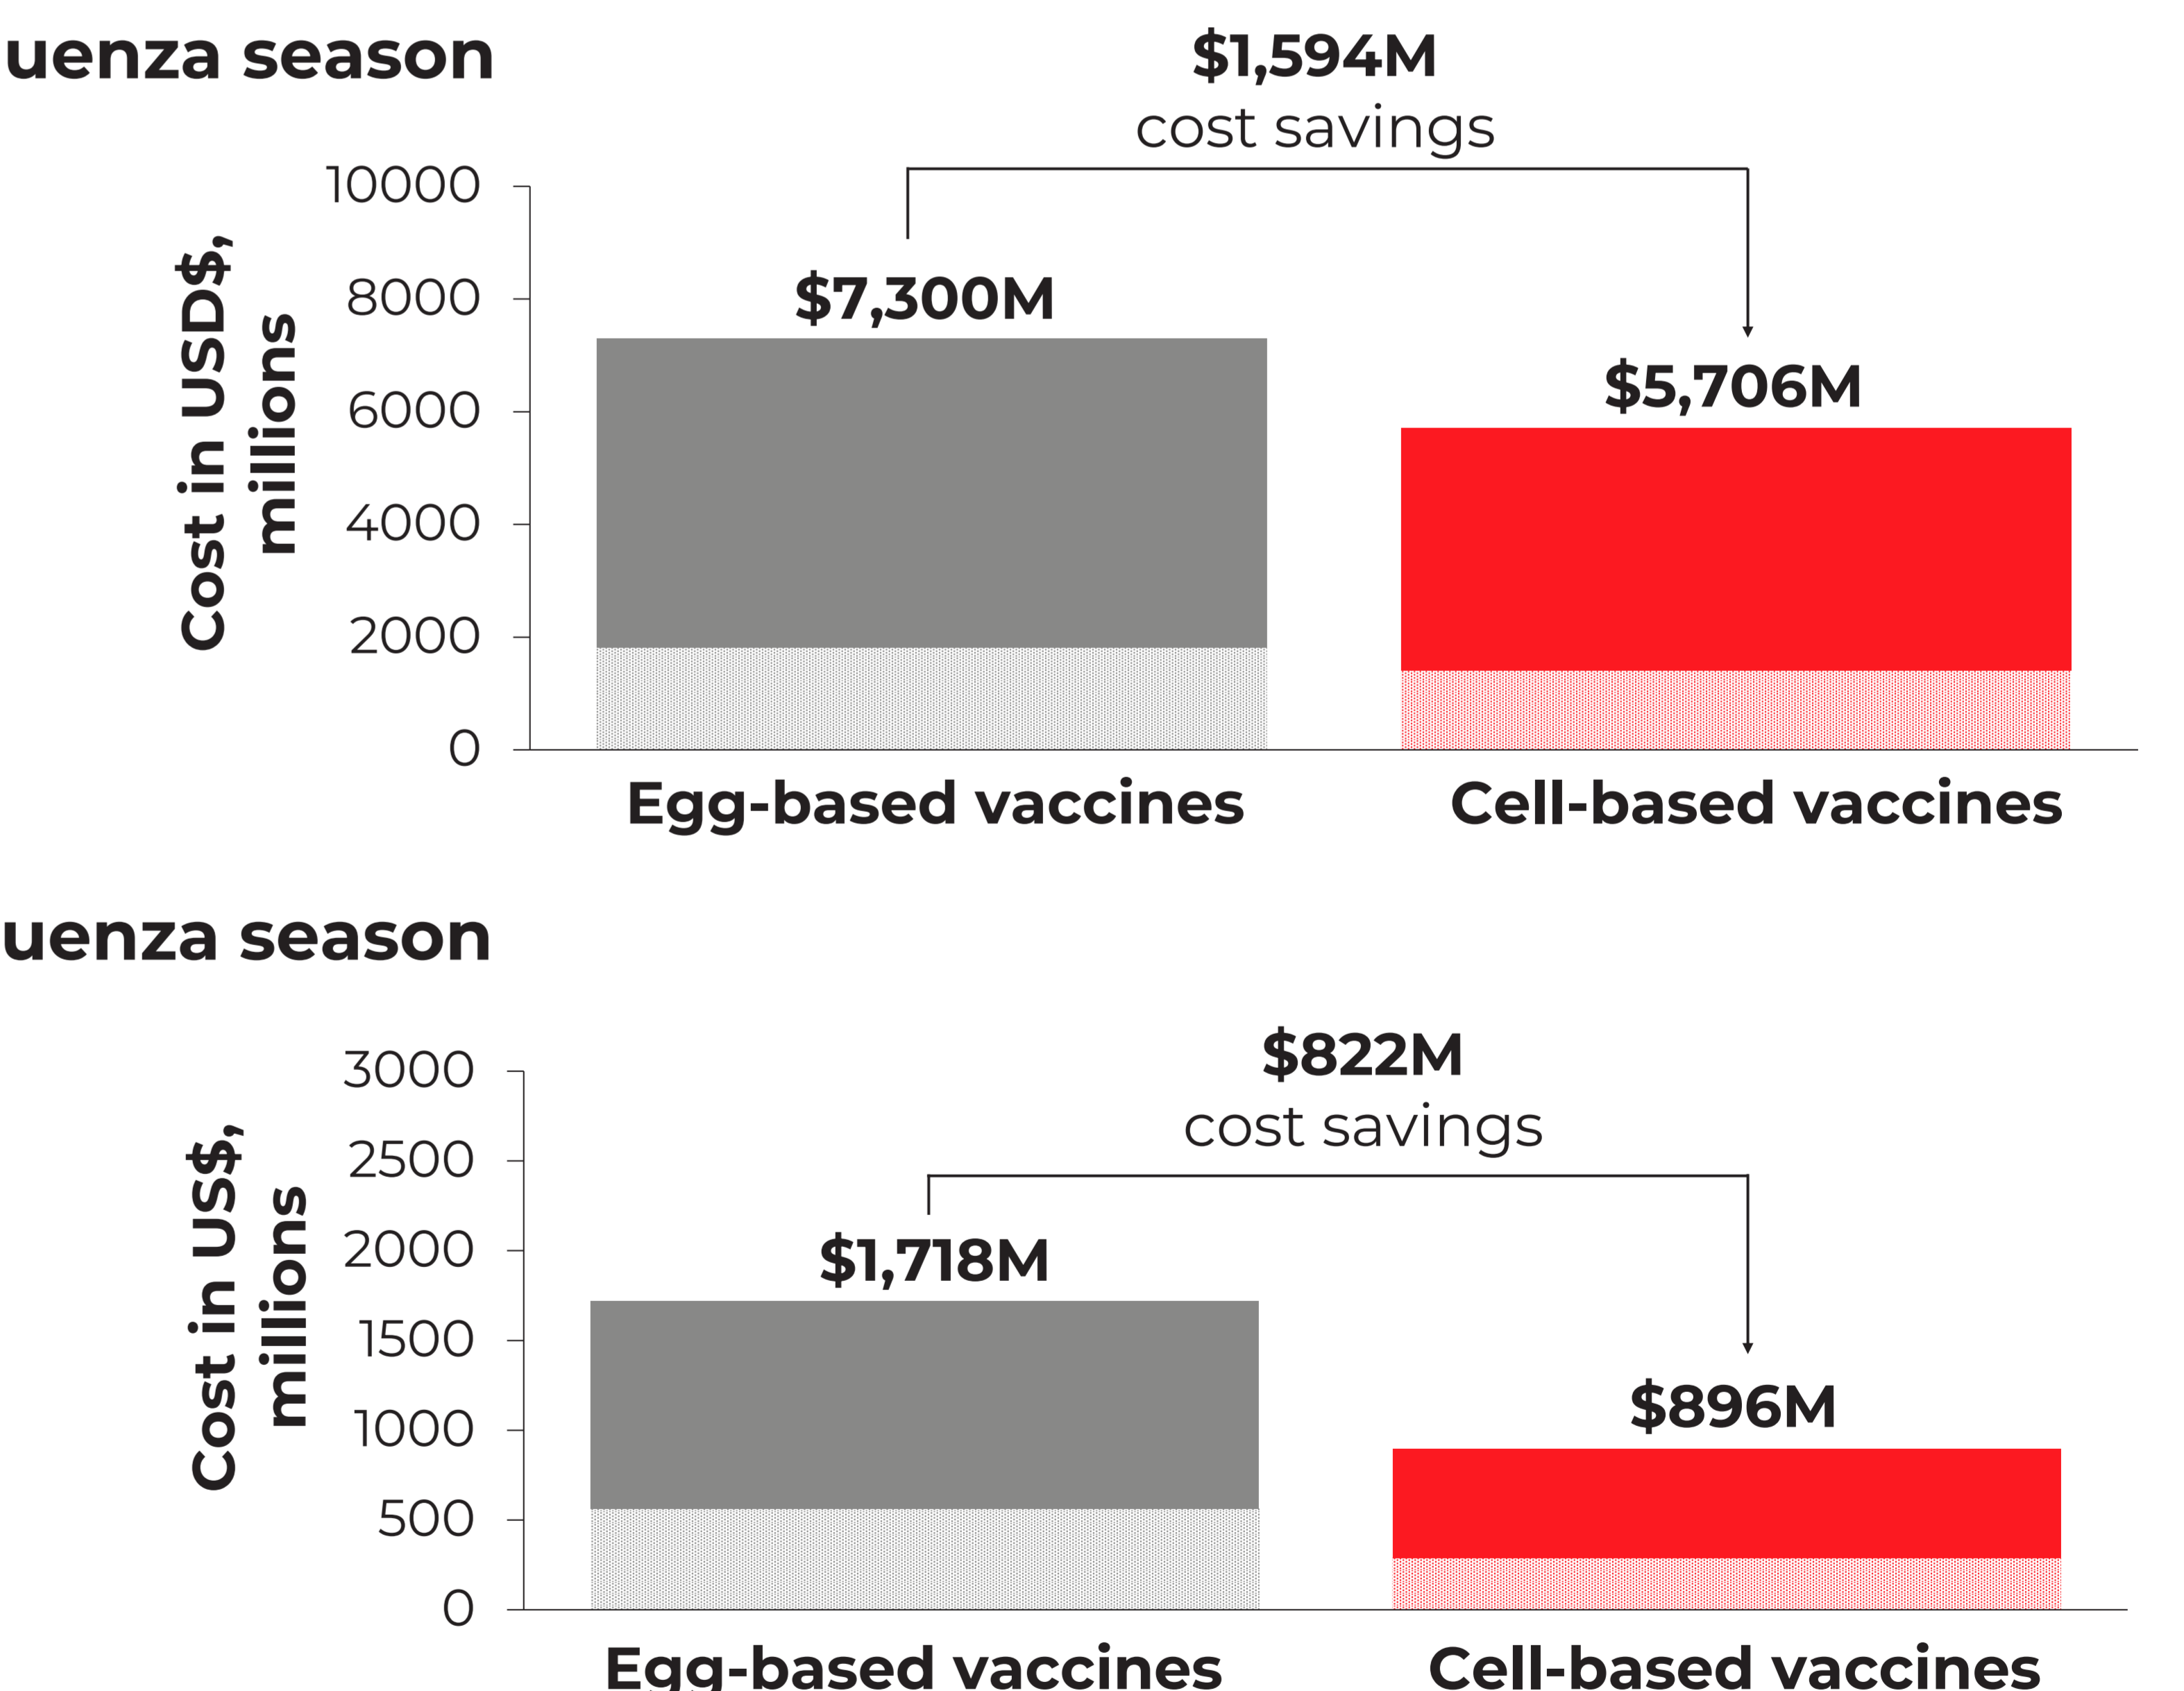 uenza season
$1,594M
cost savings
10000
8000
6000
4000
2000
0
Cost in USD$,
millions
$7,300M
$5,706M
Egg-based vaccines
Cell-based vaccines
uenza season
$822M
cost savings
3000
2500
2000
1500
1000
500
0
Cost in US$,
millions
$1,718M
$896M
Egg-based vaccines
Cell-based vaccines